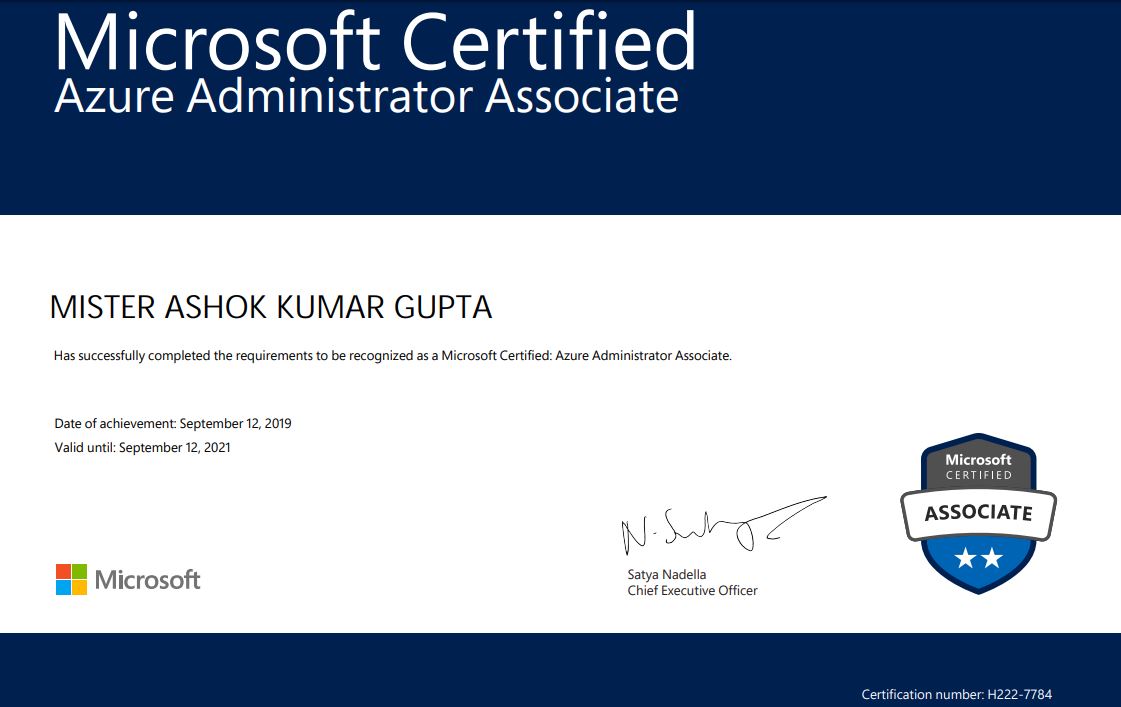 Microsoft Certified
Azure Administrator Associate
MISTER ASHOK KUMAR GUPTA
Has successfully completed the requirements to be recognized as a Microsoft Certified: Azure Administrator Associate.
Date of achievement: September 12, 2019
Valid until: September 12, 2021
Microsoft
CERTIFIED
ASSOCIATE
N. Satya
Satya Nadella
Chief Executive Officer
Microsoft
Certification number: H222-7784